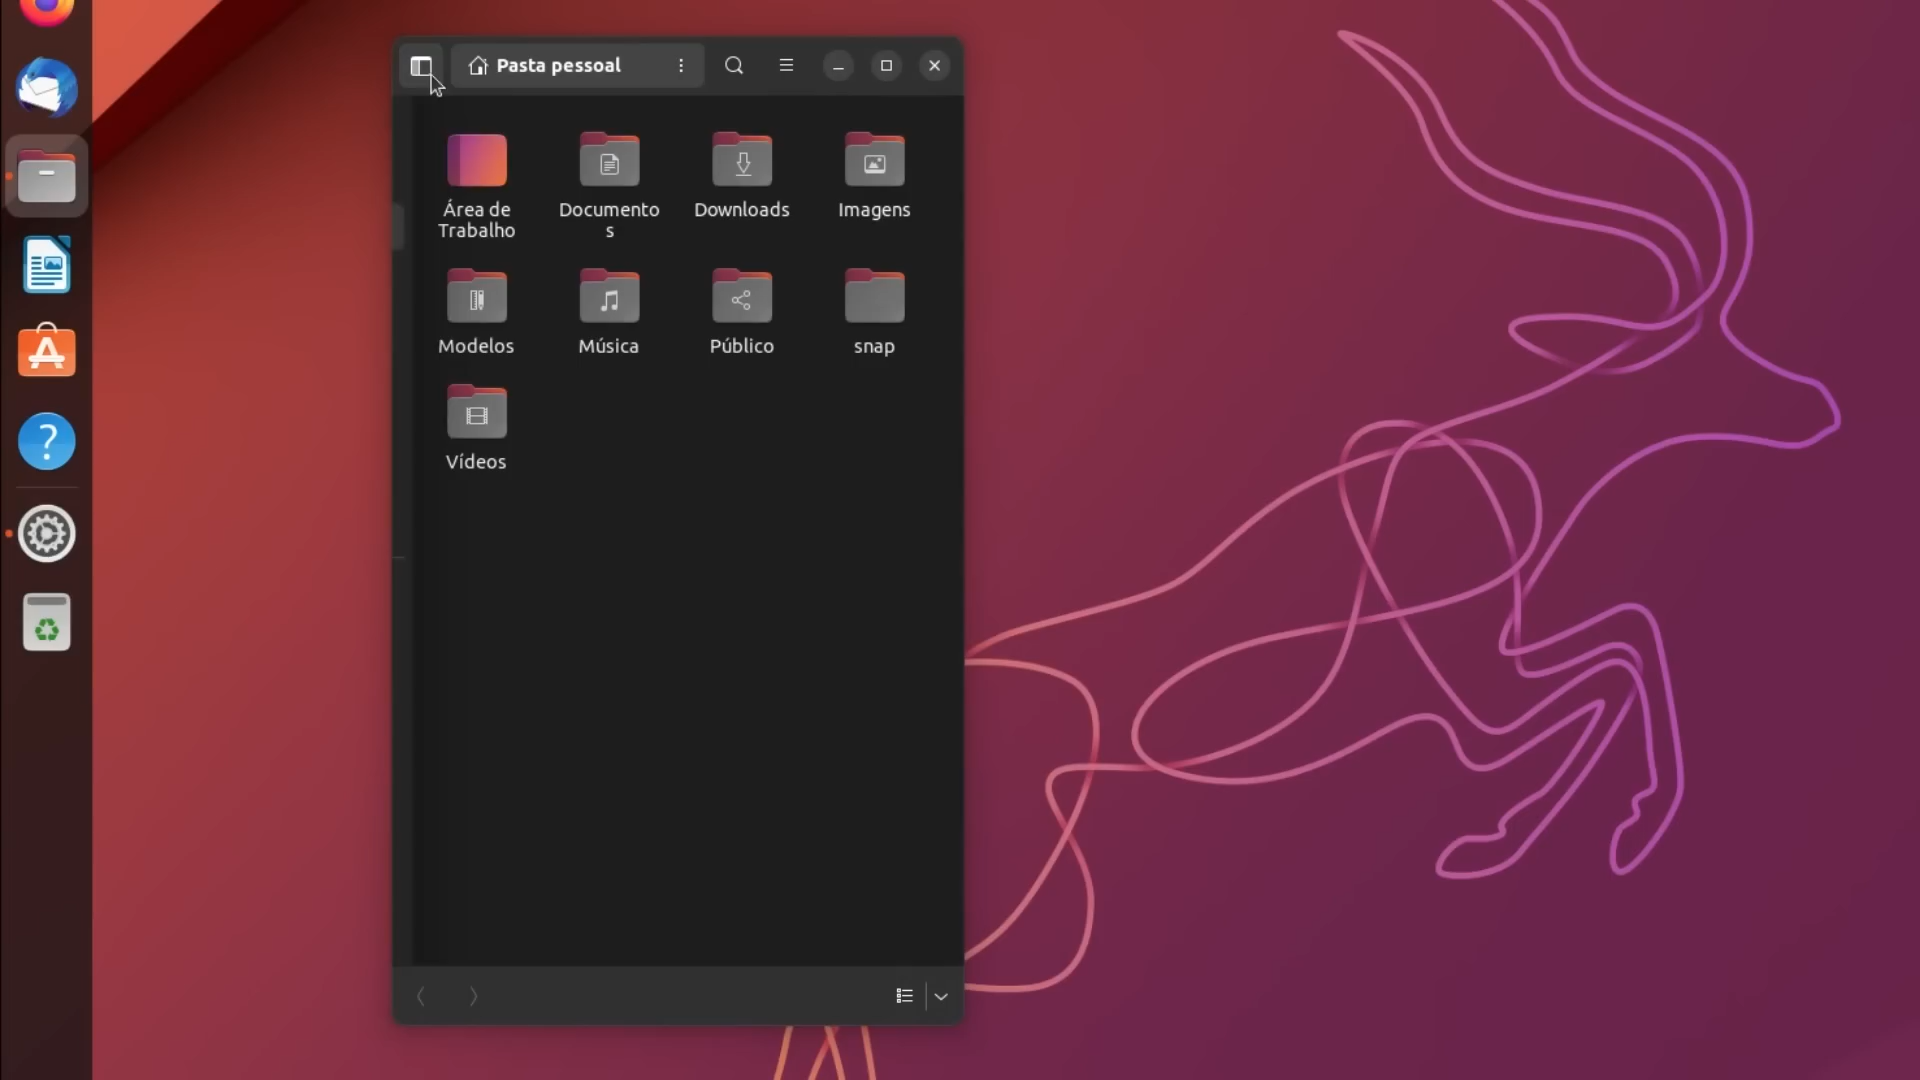 Pasta pessoal
Área de
Trabalho
Documento
s
Downloads
Imagens
Modelos
Música
Público
snap
Vídeos